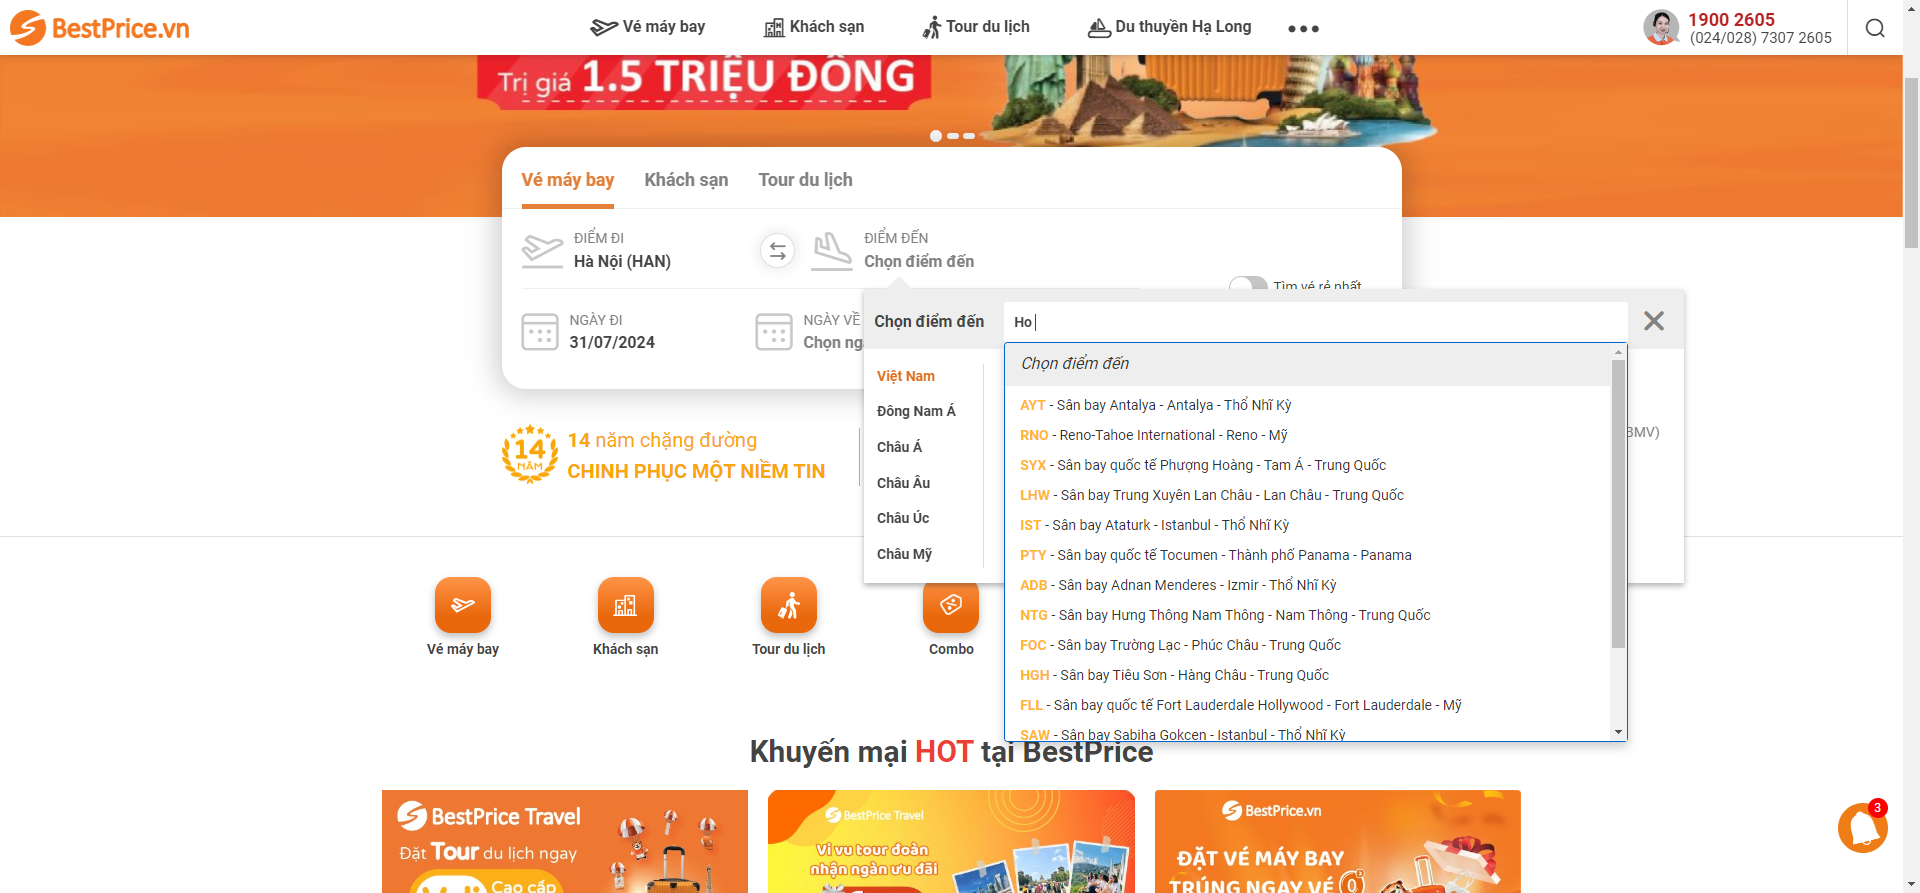 BestPrice.vn
Vé máy bay
Khách sạn
Tour du lịch
Du thuyền Hạ Long
1900 2605
(024/028) 7307 2605
Trị giá 1.5 TRIỆU ĐỒNG
Vé máy bay
Khách sạn
Tour du lịch
ĐIỂM ĐI
Hà Nội (HAN)
ĐIỂM ĐẾN
Chọn điểm đến
Tìm vé rẻ nhất
NGÀY ĐI
31/07/2024
NGÀY VỀ
Chọn ng
Chọn điểm đến
Ho
Việt Nam
Đông Nam Á
Châu Á
Châu Âu
Châu Úc
Châu Mỹ
Chọn điểm đến
AYT - Sân bay Antalya - Antalya - Thổ Nhĩ Kỳ
RNO - Reno-Tahoe International - Reno - Mỹ
SYX - Sân bay quốc tế Phượng Hoàng - Tam Á - Trung Quốc
LHW - Sân bay Trung Xuyên Lan Châu - Lan Châu - Trung Quốc
IST - Sân bay Ataturk - Istanbul - Thổ Nhĩ Kỳ
PTY - Sân bay quốc tế Tocumen - Thành phố Panama - Panama
ADB - Sân bay Adnan Menderes - Izmir - Thổ Nhĩ Kỳ
NTG - Sân bay Hưng Thông Nam Thông - Nam Thông - Trung Quốc
FOC - Sân bay Trường Lạc - Phúc Châu - Trung Quốc
HGH - Sân bay Tiêu Sơn - Hàng Châu - Trung Quốc
FLL - Sân bay quốc tế Fort Lauderdale Hollywood - Fort Lauderdale - Mỹ
SAW - Sân bay Sabiha Gokcen - Istanbul - Thổ Nhĩ Kỳ
BMV)
14 NĂM
14 năm chặng đường
CHINH PHỤC MỘT NIỀM TIN
Vé máy bay
Khách sạn
Tour du lịch
Combo
Khuyến mại HOT tại BestPrice
BestPrice Travel
Đặt Tour du lịch ngay
Cao cấp
BestPrice Travel
Vi vu tour đoàn
nhận ngàn ưu đãi
BestPrice.vn
ĐẶT VÉ MÁY BAY
TRÚNG NGAY VÉ 0đ
3